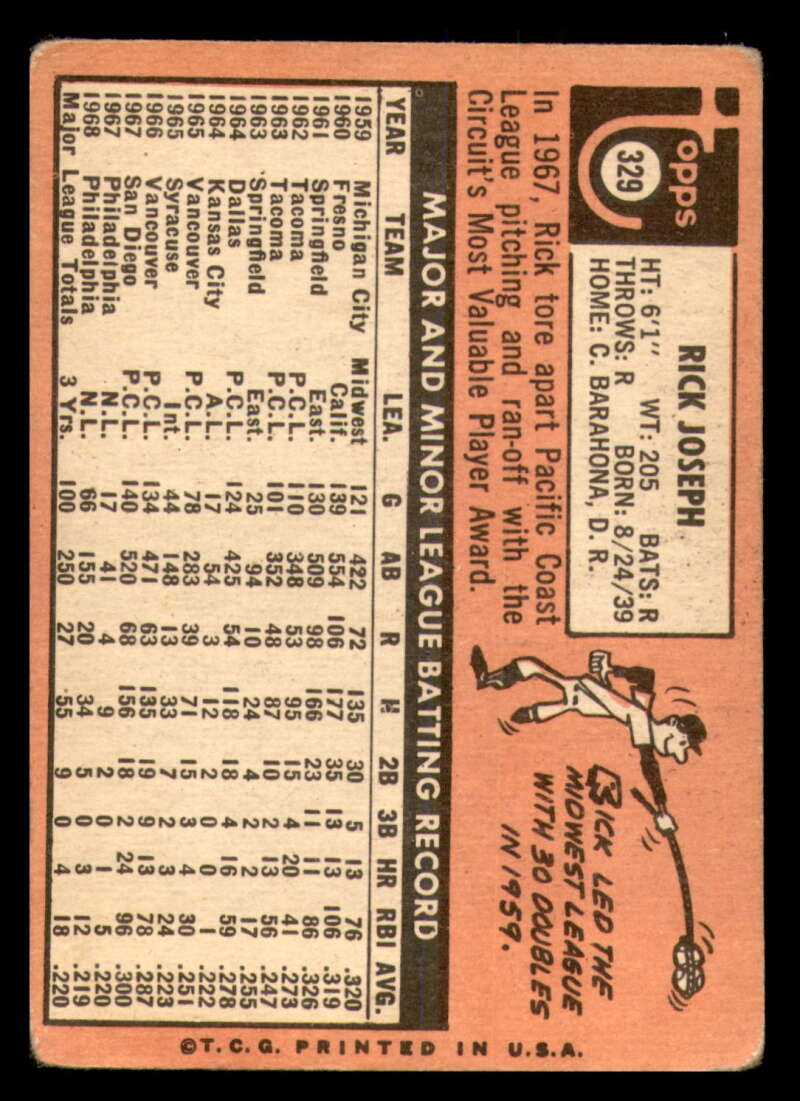 Topps
329
RICK JOSEPH
HT: 6'1" WT: 205 BATS: R
THROWS: R BORN: 8/24/39
HOME: C. BARAHONA, D. R.
In 1967, Rick tore apart Pacific Coast
League pitching and ran-off with the
Circuit's Most Valuable Player Award.
RICK LED THE
MIDWEST LEAGUE
WITH 30 DOUBLES
IN 1959.
MAJOR AND MINOR LEAGUE BATTING RECORD
YEAR TEAM LEA. G AB R H 2B 3B HR RBI AVG.
1959 Michigan City Midwest 121 422 72 135 30 5 13 76 .320
1960 Fresno Calif. 139 554 106 177 35 13 13 106 .319
1961 Springfield East. 130 509 98 166 23 11 11 86 .326
1962 Tacoma P.C.L. 110 348 53 95 15 4 20 41 .273
1963 Tacoma P.C.L. 101 352 48 87 10 2 13 56 .247
1963 Springfield East. 25 94 10 24 4 2 2 17 .255
1964 Dallas P.C.L. 124 425 54 118 18 4 16 59 .278
1964 Kansas City A.L. 17 54 3 12 2 0 0 1 .222
1965 Vancouver P.C.L. 78 283 39 71 15 3 4 30 .251
1965 Syracuse Int. 44 148 13 33 7 2 3 24 .223
1966 Vancouver P.C.L. 134 471 63 135 19 9 13 78 .287
1967 San Diego P.C.L. 140 520 68 156 18 2 24 96 .300
1967 Philadelphia N.L. 17 41 4 9 2 0 1 5 .220
1968 Philadelphia N.L. 66 155 20 34 5 0 3 12 .219
Major League Totals 3 Yrs. 100 250 27 55 9 0 4 18 .220
©T.C.G. PRINTED IN U.S.A.